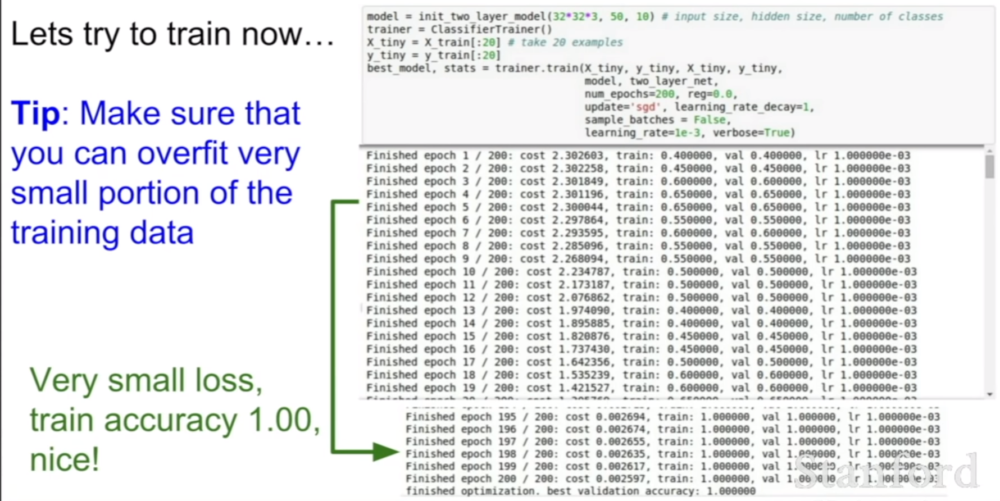 Lets try to train now...
Tip: Make sure that
you can overfit very
small portion of the
training data
Very small loss,
train accuracy 1.00,
nice!
model = init_two_layer_model(32*32*3, 50, 10) # input size, hidden size, number of classes
trainer = ClassifierTrainer()
X_tiny = X_train[:20] # take 20 examples
y_tiny = y_train[:20]
best_model, stats = trainer.train(X_tiny, y_tiny, X_tiny, y_tiny,
model, two_layer_net,
num_epochs=200, reg=0.0,
update='sgd', learning_rate_decay=1,
sample_batches = False,
learning_rate=1e-3, verbose=True)
Finished epoch 1 / 200: cost 2.302603, train: 0.400000, val 0.400000, lr 1.000000e-03
Finished epoch 2 / 200: cost 2.302258, train: 0.450000, val 0.450000, lr 1.000000e-03
Finished epoch 3 / 200: cost 2.301849, train: 0.600000, val 0.600000, lr 1.000000e-03
Finished epoch 4 / 200: cost 2.301196, train: 0.650000, val 0.650000, lr 1.000000e-03
Finished epoch 5 / 200: cost 2.300044, train: 0.650000, val 0.650000, lr 1.000000e-03
Finished epoch 6 / 200: cost 2.297864, train: 0.550000, val 0.550000, lr 1.000000e-03
Finished epoch 7 / 200: cost 2.293595, train: 0.600000, val 0.600000, lr 1.000000e-03
Finished epoch 8 / 200: cost 2.285096, train: 0.550000, val 0.550000, lr 1.000000e-03
Finished epoch 9 / 200: cost 2.268094, train: 0.550000, val 0.550000, lr 1.000000e-03
Finished epoch 10 / 200: cost 2.234787, train: 0.500000, val 0.500000, lr 1.000000e-03
Finished epoch 11 / 200: cost 2.173187, train: 0.500000, val 0.500000, lr 1.000000e-03
Finished epoch 12 / 200: cost 2.076862, train: 0.500000, val 0.500000, lr 1.000000e-03
Finished epoch 13 / 200: cost 1.974090, train: 0.400000, val 0.400000, lr 1.000000e-03
Finished epoch 14 / 200: cost 1.895885, train: 0.400000, val 0.400000, lr 1.000000e-03
Finished epoch 15 / 200: cost 1.820876, train: 0.450000, val 0.450000, lr 1.000000e-03
Finished epoch 16 / 200: cost 1.737430, train: 0.450000, val 0.450000, lr 1.000000e-03
Finished epoch 17 / 200: cost 1.642356, train: 0.500000, val 0.500000, lr 1.000000e-03
Finished epoch 18 / 200: cost 1.535239, train: 0.600000, val 0.600000, lr 1.000000e-03
Finished epoch 19 / 200: cost 1.421527, train: 0.600000, val 0.600000, lr 1.000000e-03
Finished epoch 195 / 200: cost 0.002694, train: 1.000000, val 1.000000, lr 1.000000e-03
Finished epoch 196 / 200: cost 0.002674, train: 1.000000, val 1.000000, lr 1.000000e-03
Finished epoch 197 / 200: cost 0.002655, train: 1.000000, val 1.000000, lr 1.000000e-03
Finished epoch 198 / 200: cost 0.002635, train: 1.000000, val 1.000000, lr 1.000000e-03
Finished epoch 199 / 200: cost 0.002617, train: 1.000000, val 1.000000, lr 1.000000e-03
Finished epoch 200 / 200: cost 0.002597, train: 1.000000, val 1.000000, lr 1.000000e-03
finished optimization. best validation accuracy: 1.000000
Stanford